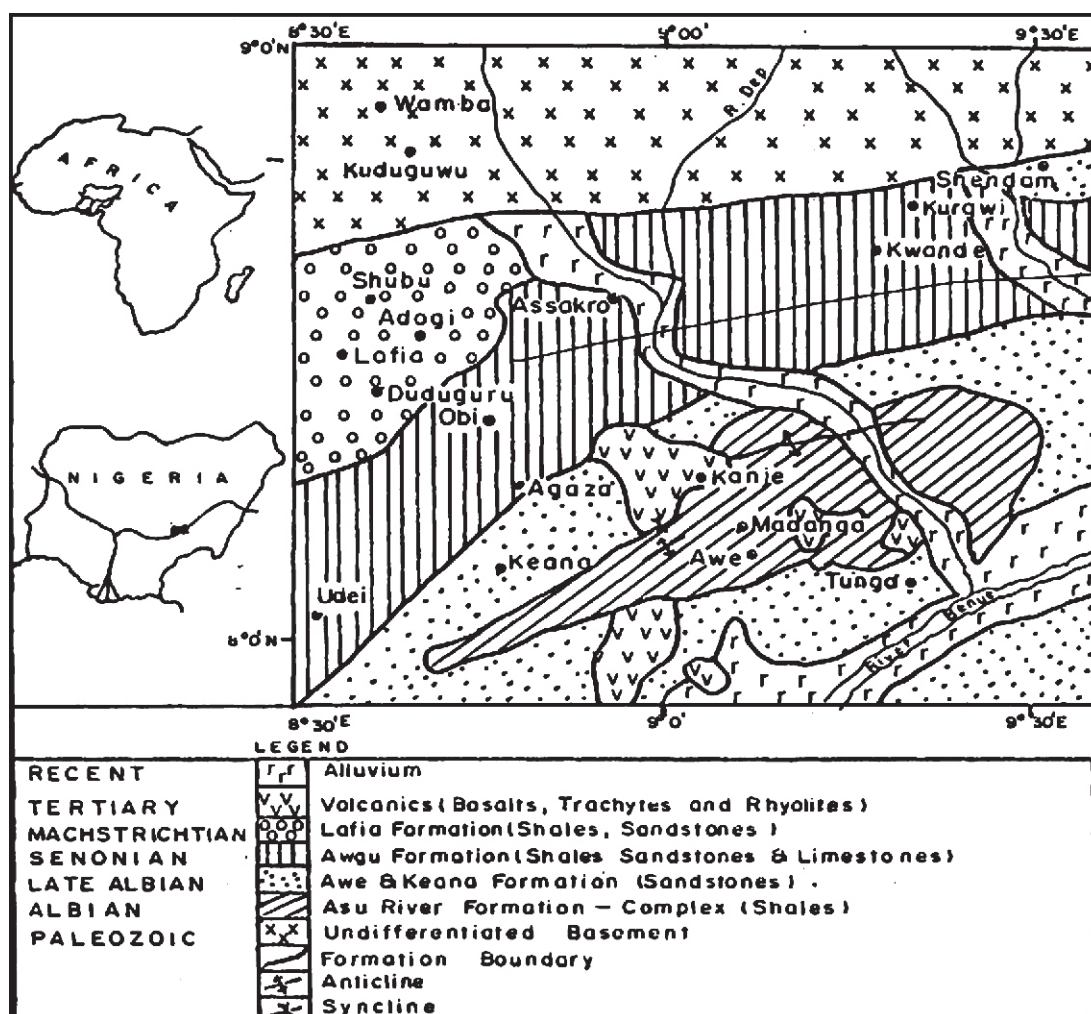 8°30'E
9°00'
9°30'E
9°0'N
R. Dep
Wamba
Kuduguwu
AFRICA
Shendam
Kurgwi
Kwande
Shubu
Assakro
Adogi
Lafia
Duduguru
Obi
NIGERIA
Agaza
Kanje
Madanga
Keana
Awe
Tunga
Udei
River Benue
8°0'N
8°30'E
9°0'
9°30'E
LEGEND
RECENT Alluvium
TERTIARY Volcanics (Basalts, Trachytes and Rhyolites)
MACHSTRICHTIAN Lafia Formation (Shales, Sandstones)
SENONIAN Awgu Formation (Shales Sandstones & Limestones)
LATE ALBIAN Awe & Keana Formation (Sandstones).
ALBIAN Asu River Formation - Complex (Shales)
PALEOZOIC Undifferentiated Basement
Formation Boundary
Anticline
Syncline